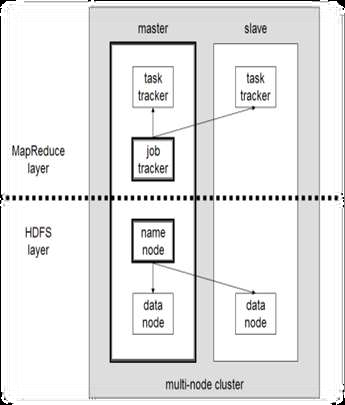 master
slave
task
tracker
task
tracker
MapReduce
layer
job
tracker
HDFS
layer
name
node
data
node
data
node
multi-node cluster